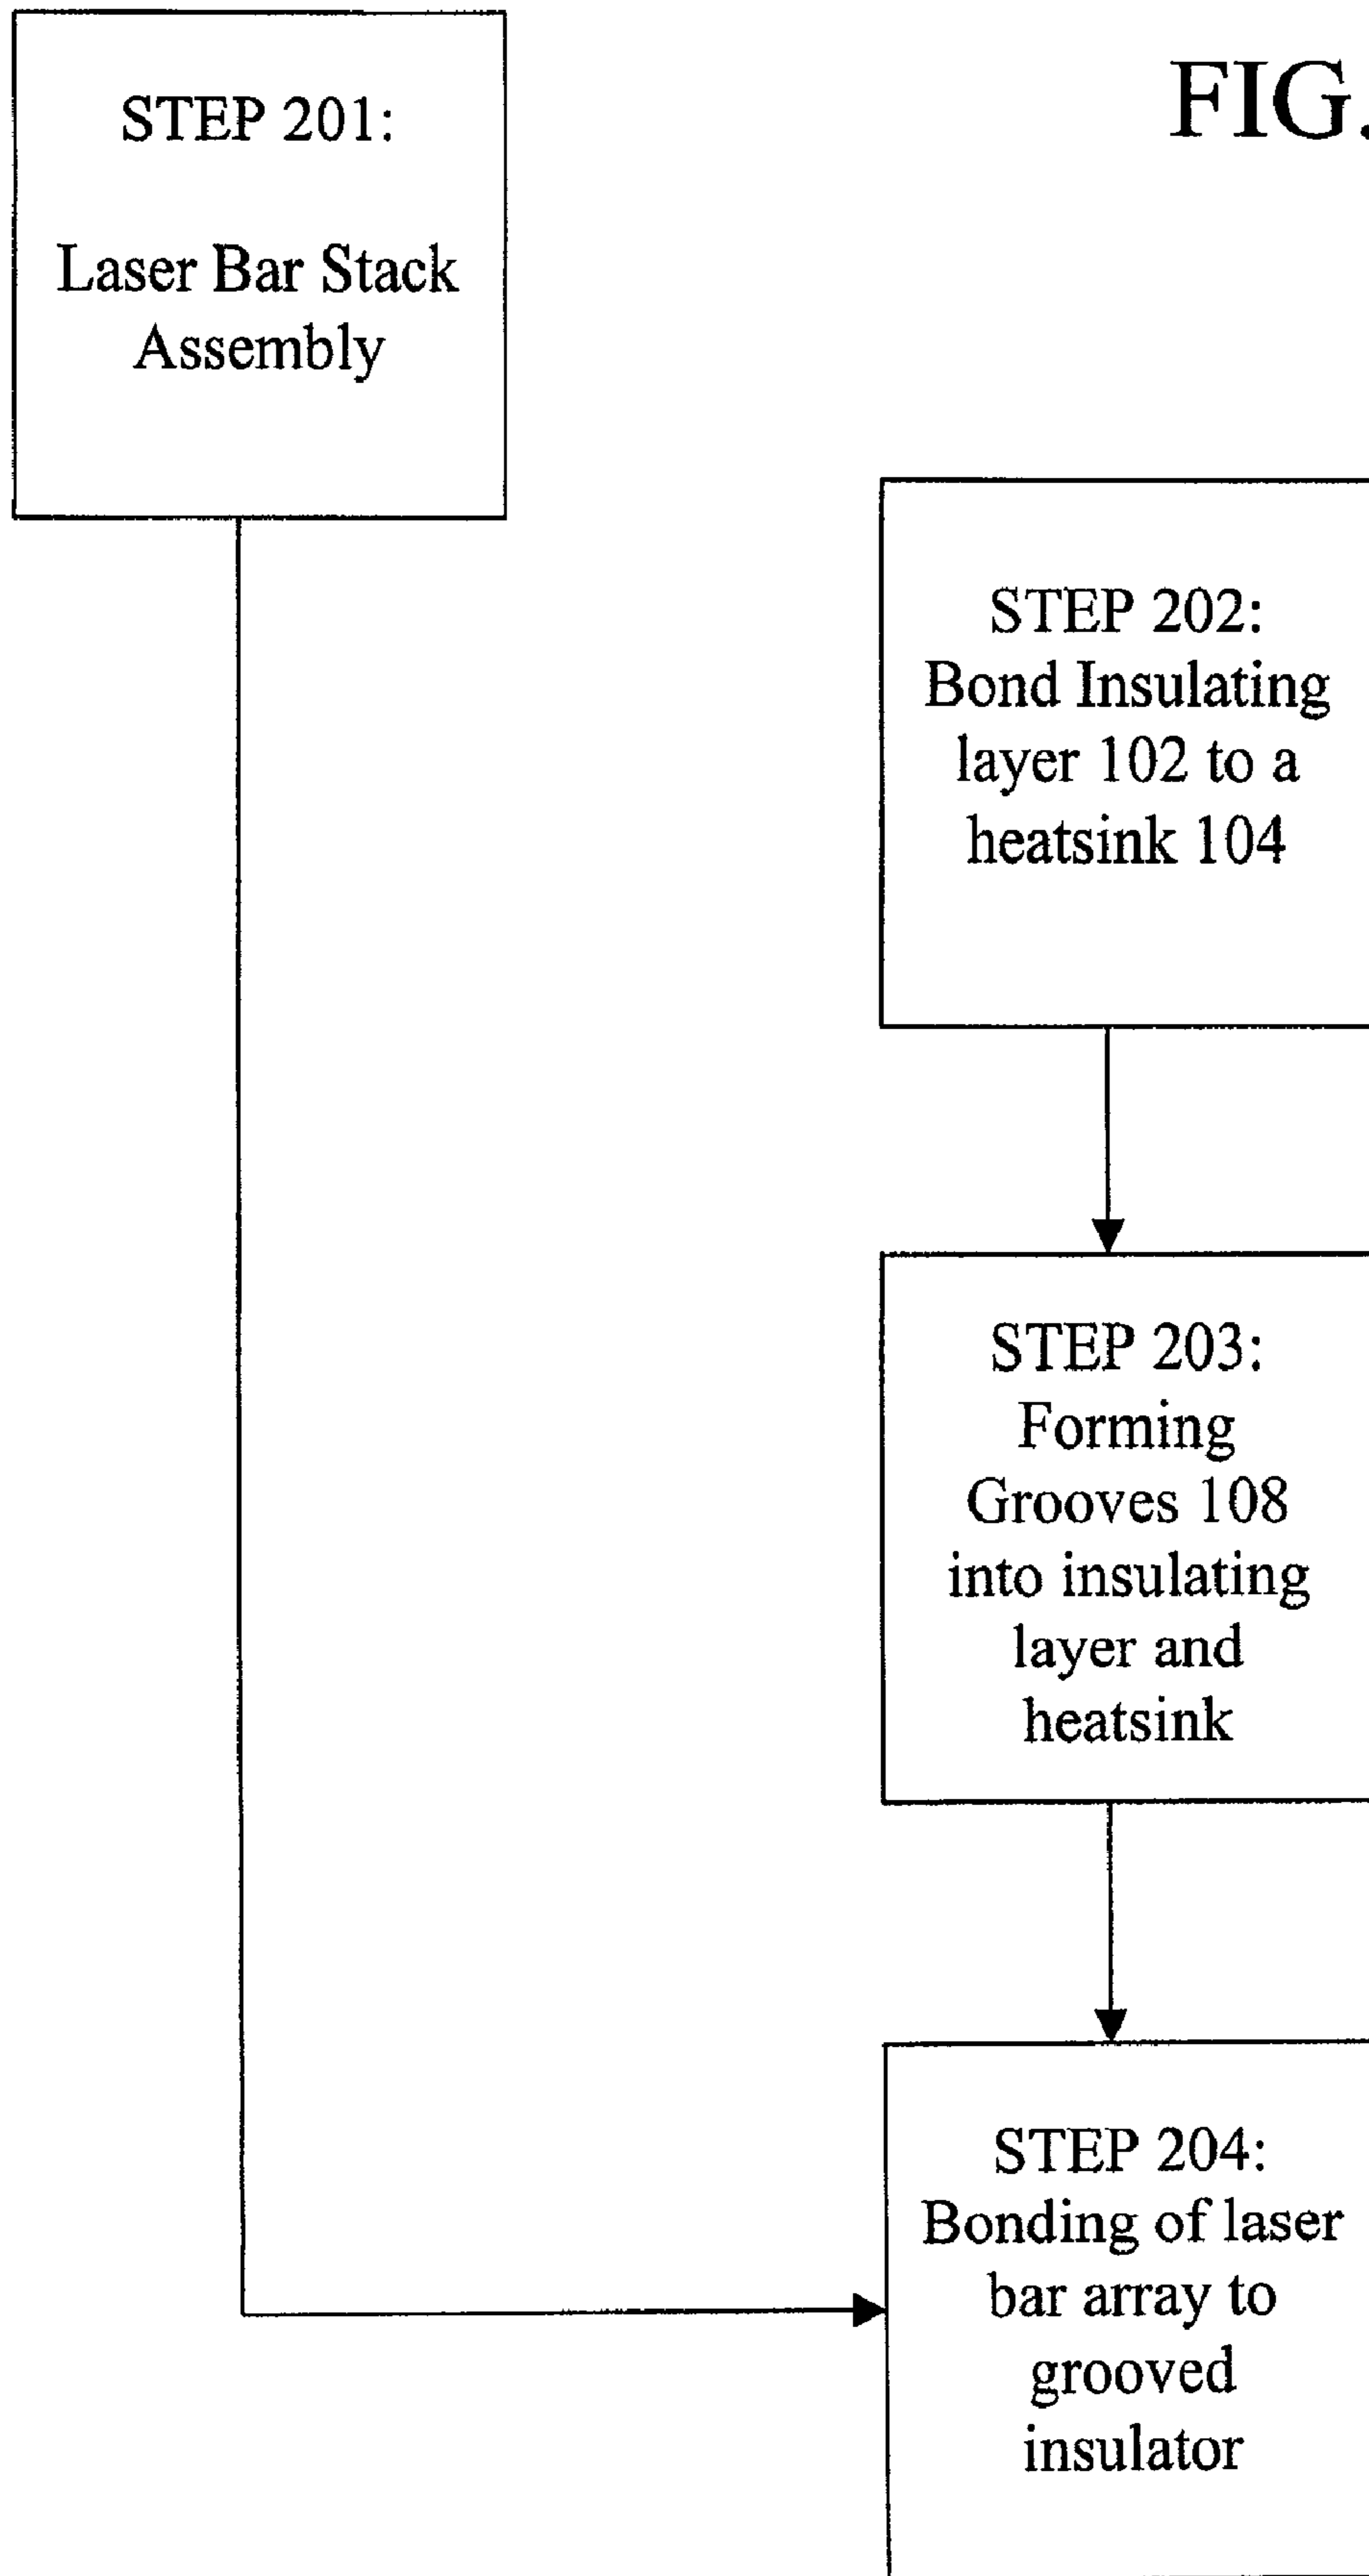 FIG.
STEP 201:
Laser Bar Stack
Assembly
STEP 202:
Bond Insulating
layer 102 to a
heatsink 104
STEP 203:
Forming
Grooves 108
into insulating
layer and
heatsink
STEP 204:
Bonding of laser
bar array to
grooved
insulator